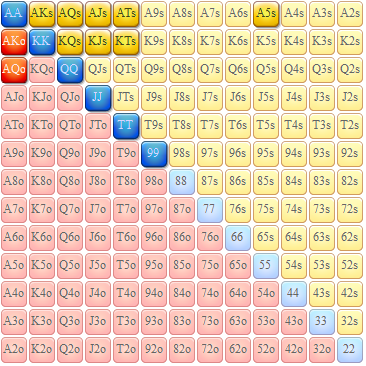 AA AKs AQs AJs ATs A9s A8s A7s A6s A5s A4s A3s A2s
AKo KK KQs KJs KTs K9s K8s K7s K6s K5s K4s K3s K2s
AQo KQo QQ QJs QTs Q9s Q8s Q7s Q6s Q5s Q4s Q3s Q2s
AJo KJo QJo JJ JTs J9s J8s J7s J6s J5s J4s J3s J2s
ATo KTo QTo JTo TT T9s T8s T7s T6s T5s T4s T3s T2s
A9o K9o Q9o J9o T9o 99 98s 97s 96s 95s 94s 93s 92s
A8o K8o Q8o J8o T8o 98o 88 87s 86s 85s 84s 83s 82s
A7o K7o Q7o J7o T7o 97o 87o 77 76s 75s 74s 73s 72s
A6o K6o Q6o J6o T6o 96o 86o 76o 66 65s 64s 63s 62s
A5o K5o Q5o J5o T5o 95o 85o 75o 65o 55 54s 53s 52s
A4o K4o Q4o J4o T4o 94o 84o 74o 64o 54o 44 43s 42s
A3o K3o Q3o J3o T3o 93o 83o 73o 63o 53o 43o 33 32s
A2o K2o Q2o J2o T2o 92o 82o 72o 62o 52o 42o 32o 22